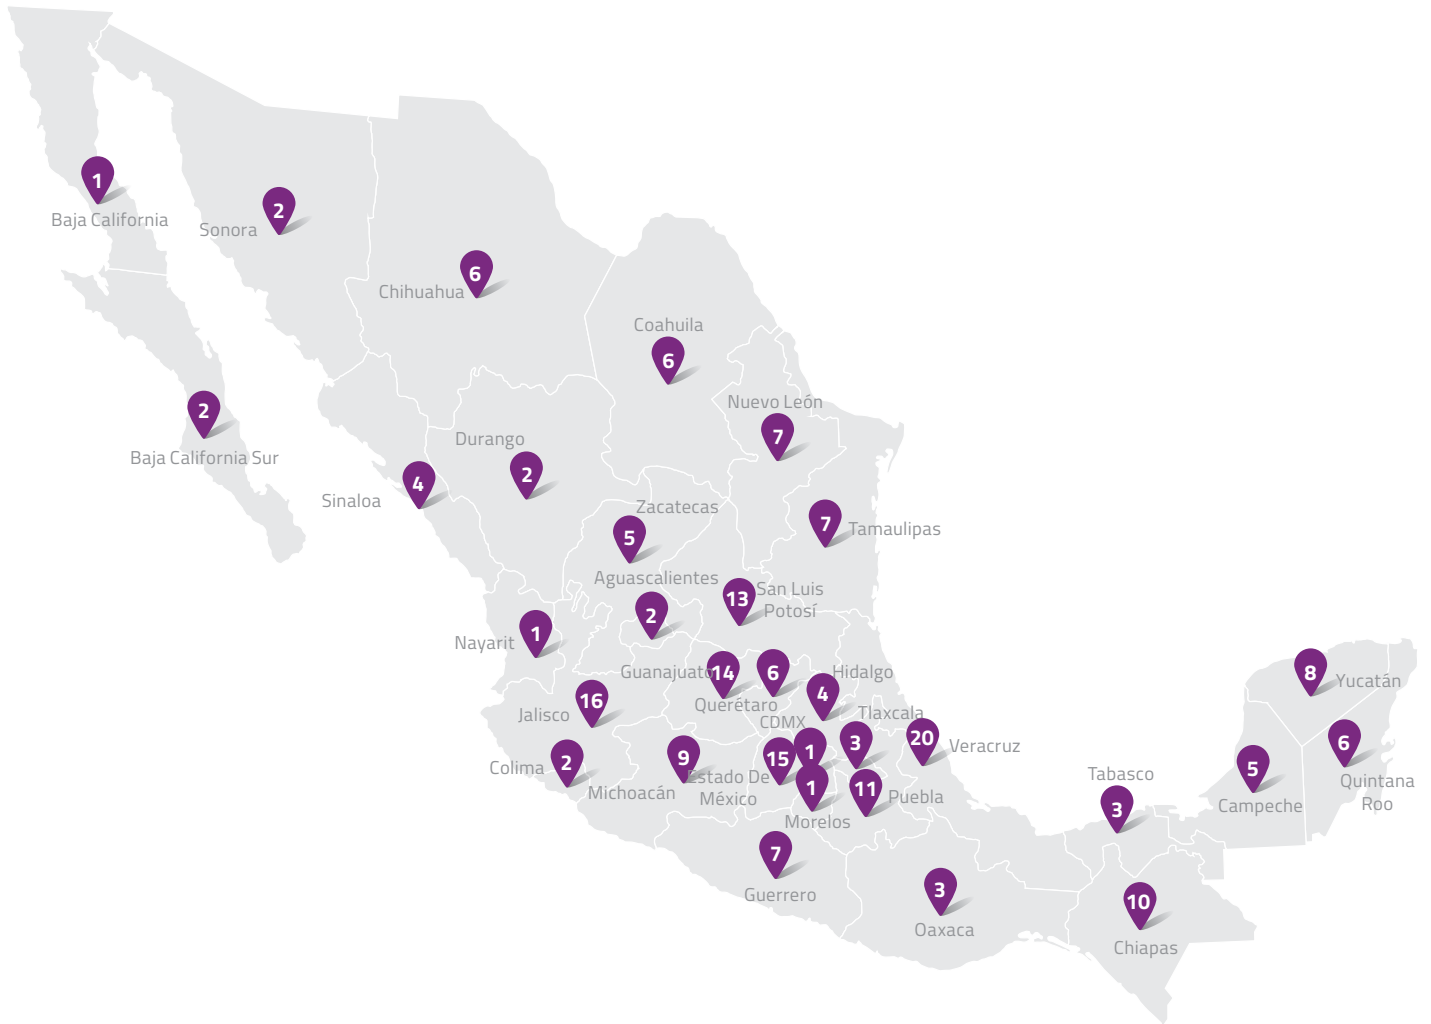 1
Baja California
2
Sonora
6
Chihuahua
Coahuila
6
Nuevo León
7
2
Baja California Sur
Durango
2
4
Sinaloa
Zacatecas
5
7
Tamaulipas
Aguascalientes
2
13
San Luis
Potosí
1
Nayarit
Guanajuato
14
6
Querétaro
Hidalgo
4
16
Jalisco
CDMX
1
Tlaxcala
3
20
Veracruz
2
Colima
9
Michoacán
15
Estado De
México
1
Morelos
11
Puebla
7
Guerrero
3
Oaxaca
Tabasco
3
10
Chiapas
8
Yucatán
6
Quintana
Roo
5
Campeche